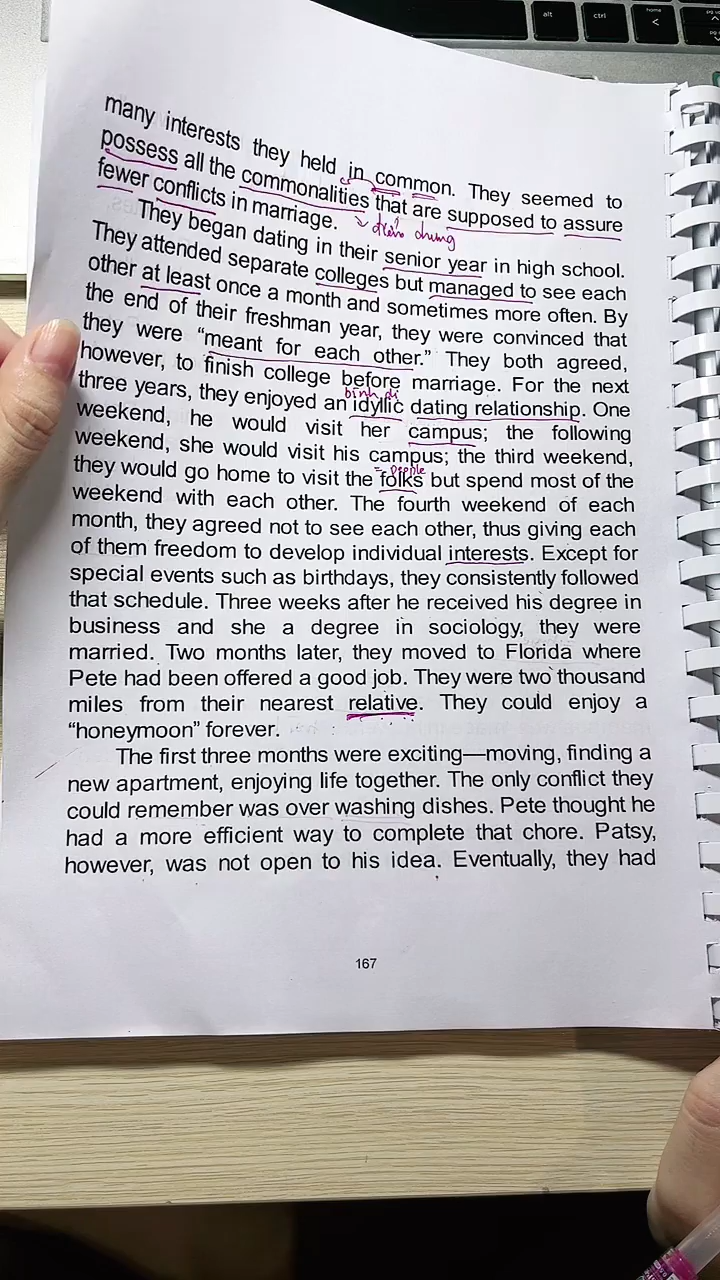 alt
ctrl
home
<
many interests they held in common. They seemed to
possess all the commonalities that are supposed to assure
fewer conflicts in marriage.
điểm chung
They began dating in their senior year in high school.
They attended separate colleges but managed to see each
other at least once a month and sometimes more often. By
the end of their freshman year, they were convinced that
they were “meant for each other.” They both agreed,
however, to finish college before marriage. For the next
bình dị
three years, they enjoyed an idyllic dating relationship. One
weekend, he would visit her campus; the following
weekend, she would visit his campus; the third weekend,
= people
they would go home to visit the folks but spend most of the
weekend with each other. The fourth weekend of each
month, they agreed not to see each other, thus giving each
of them freedom to develop individual interests. Except for
special events such as birthdays, they consistently followed
that schedule. Three weeks after he received his degree in
business and she a degree in sociology, they were
married. Two months later, they moved to Florida where
Pete had been offered a good job. They were two thousand
miles from their nearest relative. They could enjoy a
“honeymoon” forever.
The first three months were exciting—moving, finding a
new apartment, enjoying life together. The only conflict they
could remember was over washing dishes. Pete thought he
had a more efficient way to complete that chore. Patsy,
however, was not open to his idea. Eventually, they had
167